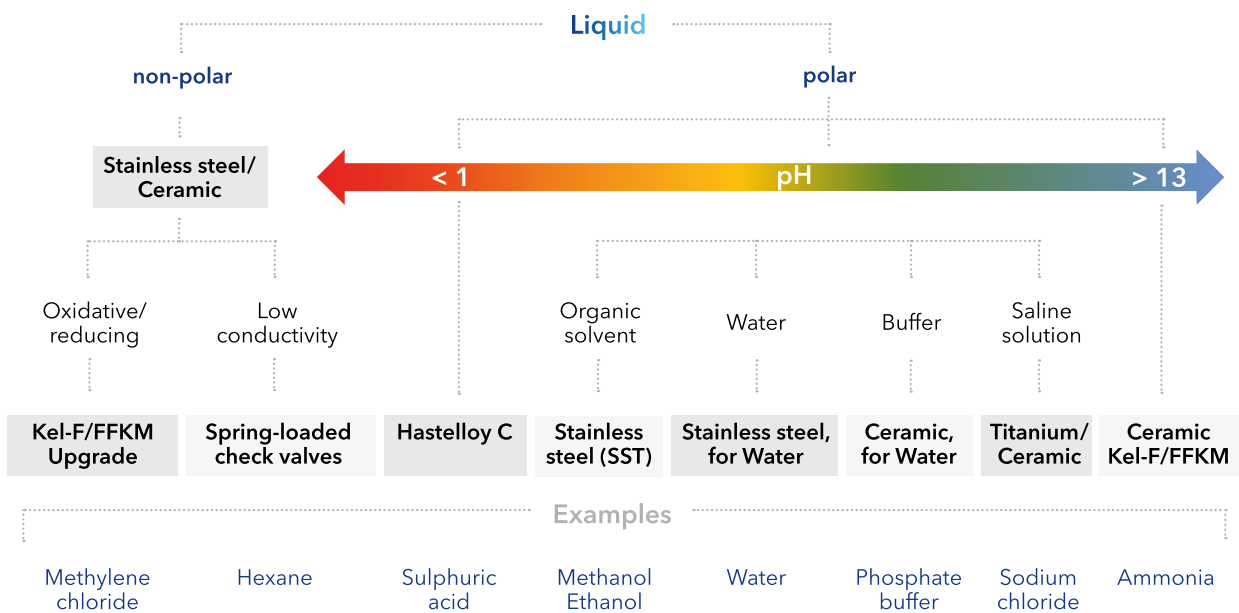 Liquid
non-polar
polar
Stainless steel/
Ceramic
< 1
pH
> 13
Oxidative/
reducing
Low
conductivity
Organic
solvent
Water
Buffer
Saline
solution
Kel-F/FFKM
Upgrade
Spring-loaded
check valves
Hastelloy C
Stainless
steel (SST)
Stainless steel,
for Water
Ceramic,
for Water
Titanium/
Ceramic
Ceramic
Kel-F/FFKM
Examples
Methylene
chloride
Hexane
Sulphuric
acid
Methanol
Ethanol
Water
Phosphate
buffer
Sodium
chloride
Ammonia